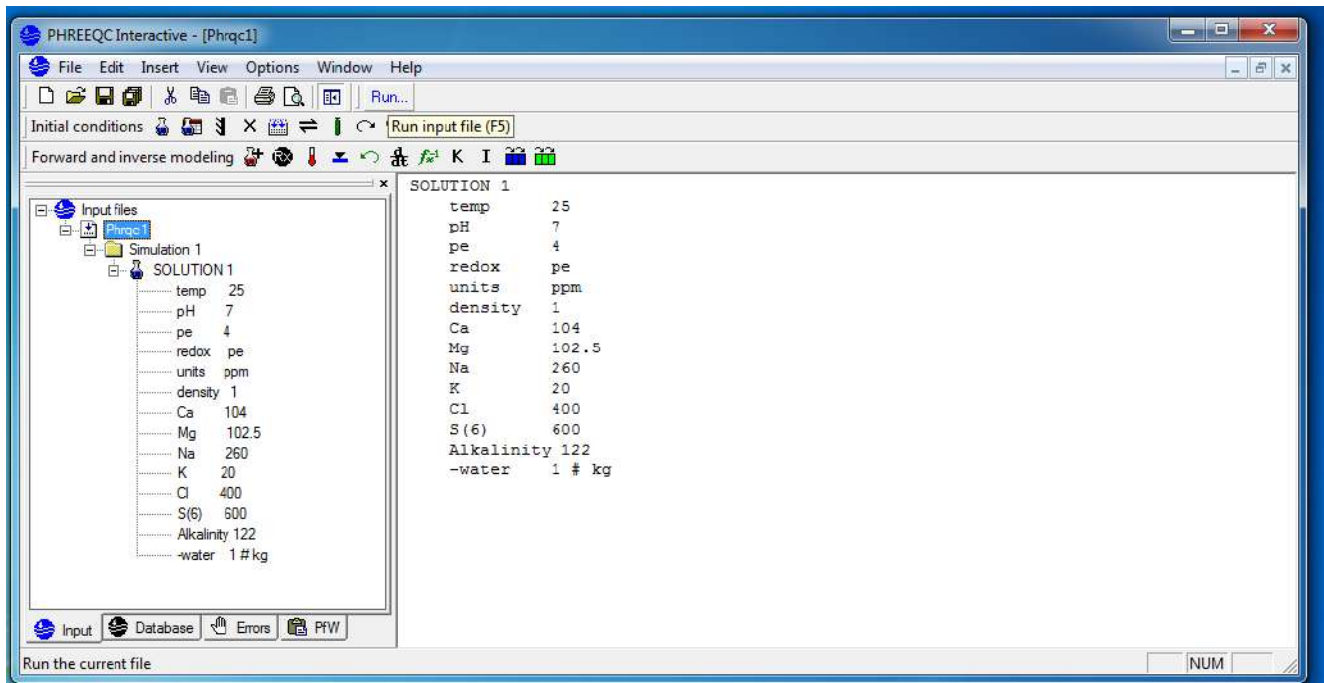 PHREEQC Interactive - [Phrqc1]
File Edit Insert View Options Window Help
Run...
Initial conditions
Run input file (F5)
Forward and inverse modeling K I
Input files
Phrqc1
Simulation 1
SOLUTION 1
temp 25
pH 7
pe 4
redox pe
units ppm
density 1
Ca 104
Mg 102.5
Na 260
K 20
Cl 400
S(6) 600
Alkalinity 122
-water 1 # kg
Input Database Errors PfW
SOLUTION 1
temp 25
pH 7
pe 4
redox pe
units ppm
density 1
Ca 104
Mg 102.5
Na 260
K 20
Cl 400
S(6) 600
Alkalinity 122
-water 1 # kg
Run the current file
NUM